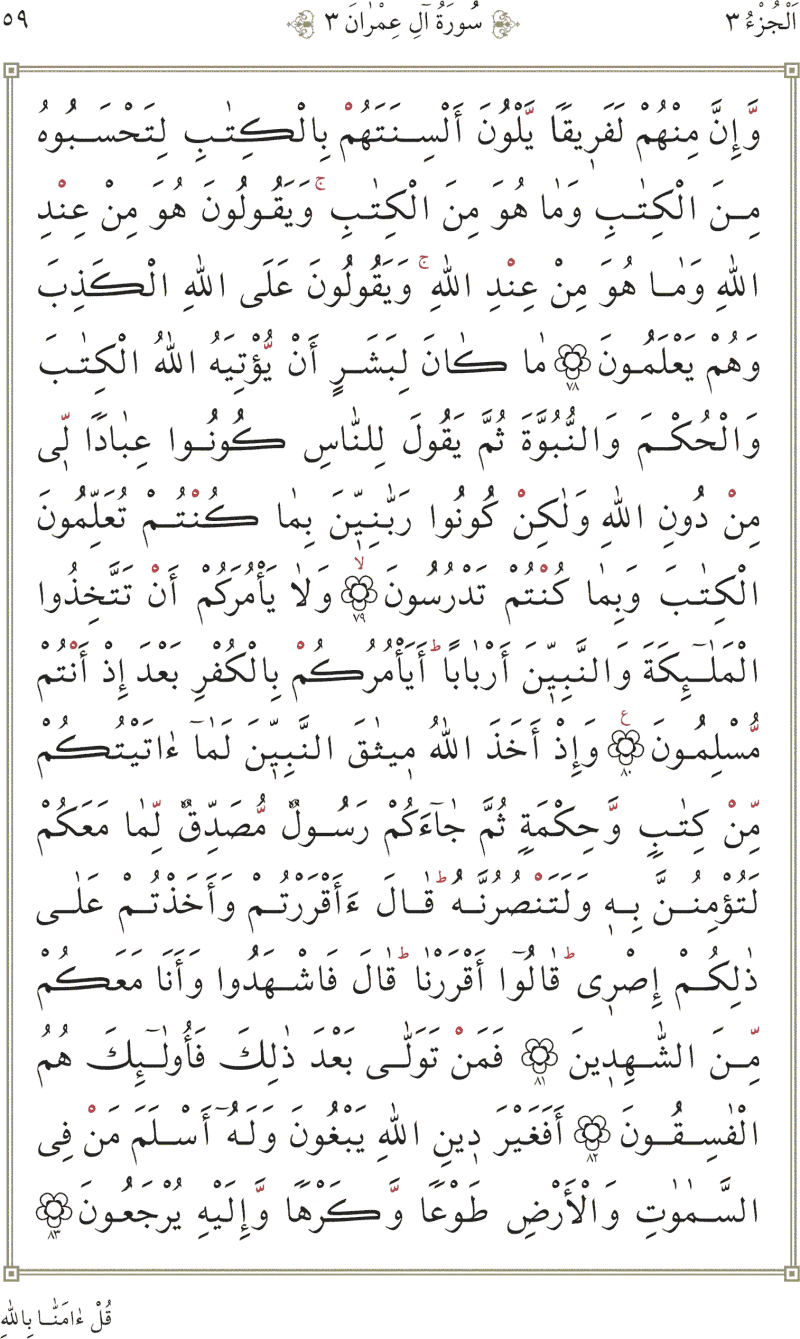 اَلْجُزْءُ ٣
سُورَةُ آلِ عِمْرٰانَ ٣
٥٩
وَّإِنَّ مِنْهُمْ لَفَرٖيقًا يَّلْوُۥنَ أَلْسِنَتَهُمْ بِالْكِتٰبِ لِتَحْسَبُوهُ
مِنَ الْكِتٰبِ وَمٰا هُوَ مِنَ الْكِتٰبِ ۚ وَيَقُولُونَ هُوَ مِنْ عِنْدِ
اللّٰهِ وَمٰا هُوَ مِنْ عِنْدِ اللّٰهِ ۚ وَيَقُولُونَ عَلَى اللّٰهِ الْكَذِبَ
وَهُمْ يَعْلَمُونَ ٧٨ مٰا كٰانَ لِبَشَرٍ أَنْ يُّؤْتِيَهُ اللّٰهُ الْكِتٰبَ
وَالْحُكْمَ وَالنُّبُوَّةَ ثُمَّ يَقُولَ لِلنّٰاسِ كُونُوا عِبٰادًا لّٖى
مِنْ دُونِ اللّٰهِ وَلٰكِنْ كُونُوا رَبّٰنِيّٖنَ بِمٰا كُنْتُمْ تُعَلِّمُونَ
الْكِتٰبَ وَبِمٰا كُنْتُمْ تَدْرُسُونَ ۙ ٧٩ وَلٰا يَأْمُرَكُمْ أَنْ تَتَّخِذُوا
الْمَلٰٓئِكَةَ وَالنَّبِيّٖنَ أَرْبٰابًا ؕ أَيَأْمُرُكُمْ بِالْكُفْرِ بَعْدَ إِذْ أَنْتُمْ
مُّسْلِمُونَ ع ٨٠ وَإِذْ أَخَذَ اللّٰهُ مٖيثٰقَ النَّبِيّٖنَ لَمٰٓا ءٰاتَيْتُكُمْ
مِّنْ كِتٰبٍ وَّحِكْمَةٍ ثُمَّ جٰٓاءَكُمْ رَسُولٌ مُّصَدِّقٌ لِّمٰا مَعَكُمْ
لَتُؤْمِنُنَّ بِهٖ وَلَتَنْصُرُنَّهُۥ ؕ قٰالَ ءَأَقْرَرْتُمْ وَأَخَذْتُمْ عَلٰى
ذٰلِكُمْ إِصْرٖى ؕ قٰالُوٓا أَقْرَرْنٰا ؕ قٰالَ فَاشْهَدُوا وَأَنَا مَعَكُمْ
مِّنَ الشّٰهِدٖينَ ٨١ فَمَنْ تَوَلّٰى بَعْدَ ذٰلِكَ فَأُولٰٓئِكَ هُمُ
الْفٰسِقُونَ ٨٢ أَفَغَيْرَ دٖينِ اللّٰهِ يَبْغُونَ وَلَهُۥٓ أَسْلَمَ مَنْ فِى
السَّمٰوٰتِ وَالْأَرْضِ طَوْعًا وَّكَرْهًا وَّإِلَيْهِ يُرْجَعُونَ ٨٣
قُلْ ءٰامَنّٰا بِاللّٰهِ